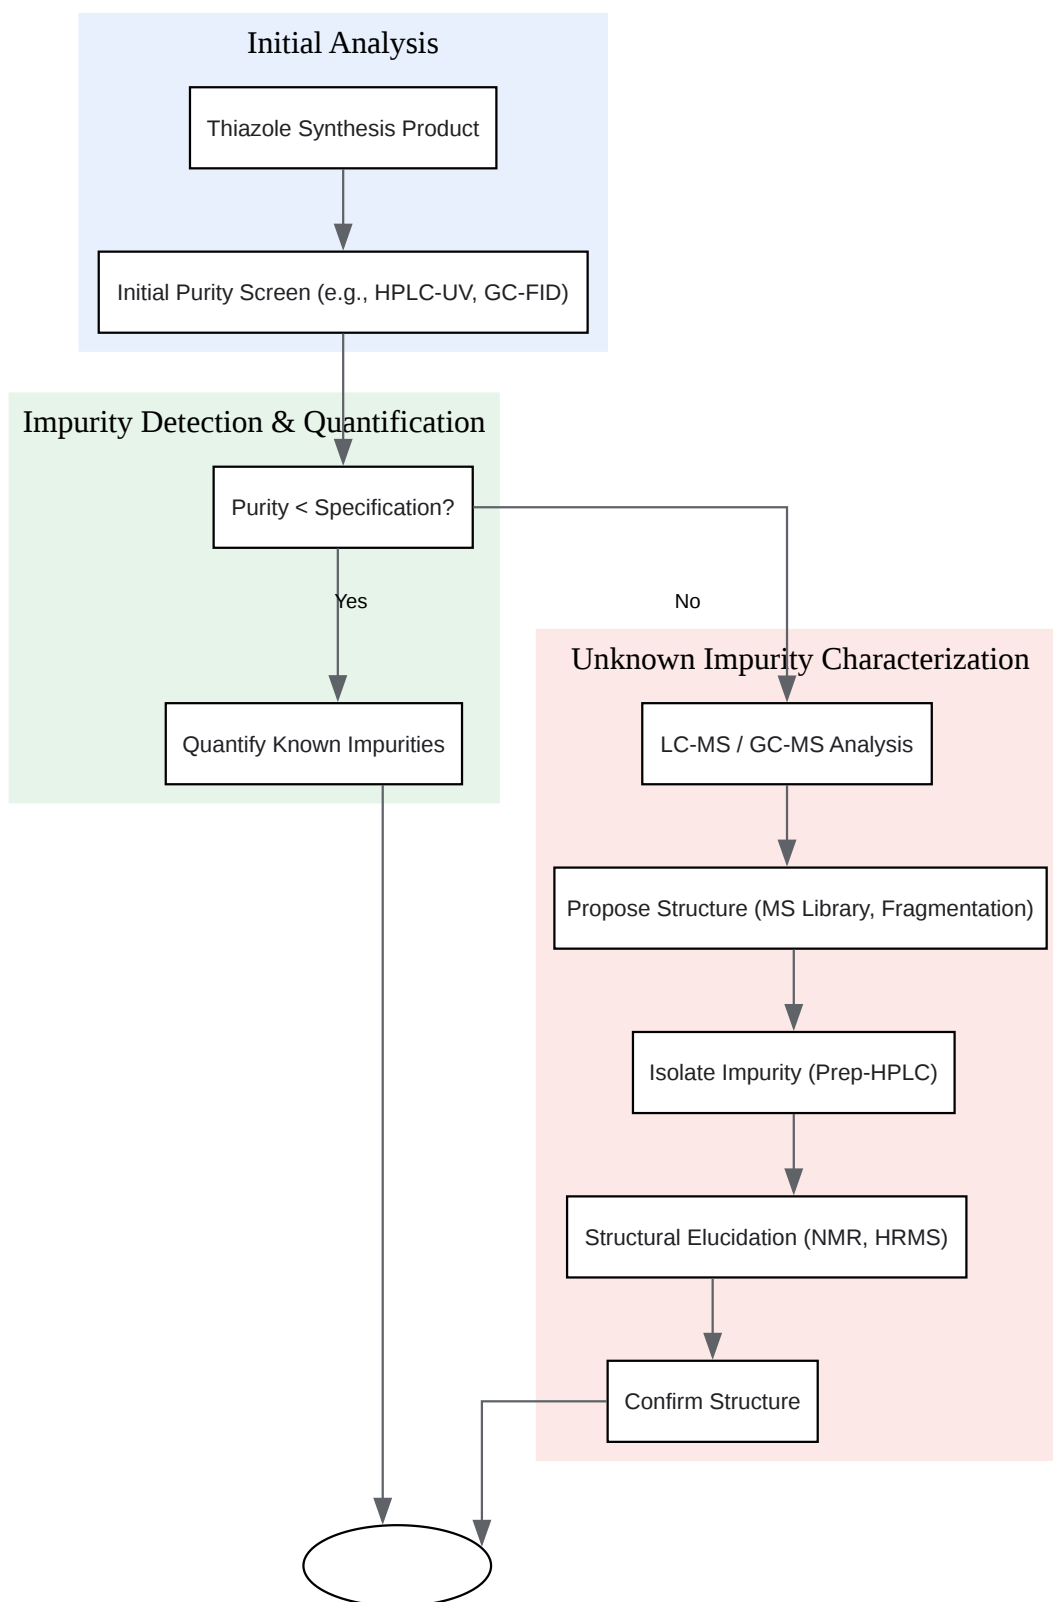 Initial Analysis
Thiazole Synthesis Product
Initial Purity Screen (e.g., HPLC-UV, GC-FID)
Impurity Detection & Quantification
Purity < Specification?
Yes
No
Unknown Impurity Characterization
Quantify Known Impurities
LC-MS / GC-MS Analysis
Propose Structure (MS Library, Fragmentation)
Isolate Impurity (Prep-HPLC)
Structural Elucidation (NMR, HRMS)
Confirm Structure